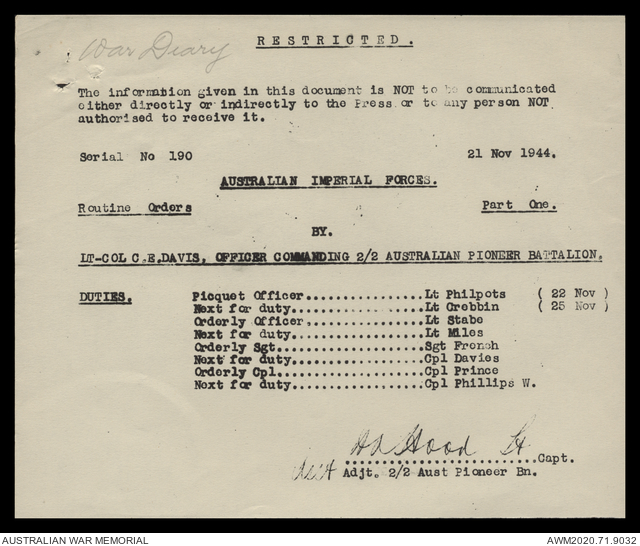 War Diary
RESTRICTED.
The information given in this document is NOT to be communicated
either directly or indirectly to the Press or to any person NOT
authorised to receive it.
Serial No 190 21 Nov 1944.
AUSTRALIAN IMPERIAL FORCES.
Routine Orders Part One.
BY.
LT-COL C.E.DAVIS, OFFICER COMMANDING 2/2 AUSTRALIAN PIONEER BATTALION.
DUTIES. Picquet Officer.................Lt Philpots ( 22 Nov )
Next for duty...................Lt Crebbin ( 25 Nov )
Orderly Officer.................Lt Stabe
Next for duty...................Lt Miles
Orderly Sgt.....................Sgt French
Next for duty...................Cpl Davies
Orderly Cpl.....................Cpl Prince
Next for duty...................Cpl Phillips W.
Hood Lt
............................Capt.
Adjt. 2/2 Aust Pioneer Bn.
AUSTRALIAN WAR MEMORIAL AWM2020.71.9032